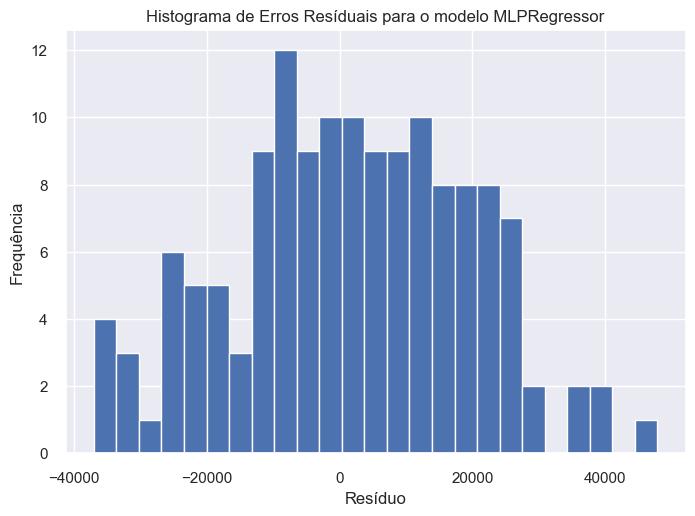 Histograma de Erros Resíduais para o modelo MLPRegressor
12
10
8
6
4
2
0
Frequência
−40000 −20000 0 20000 40000
Resíduo